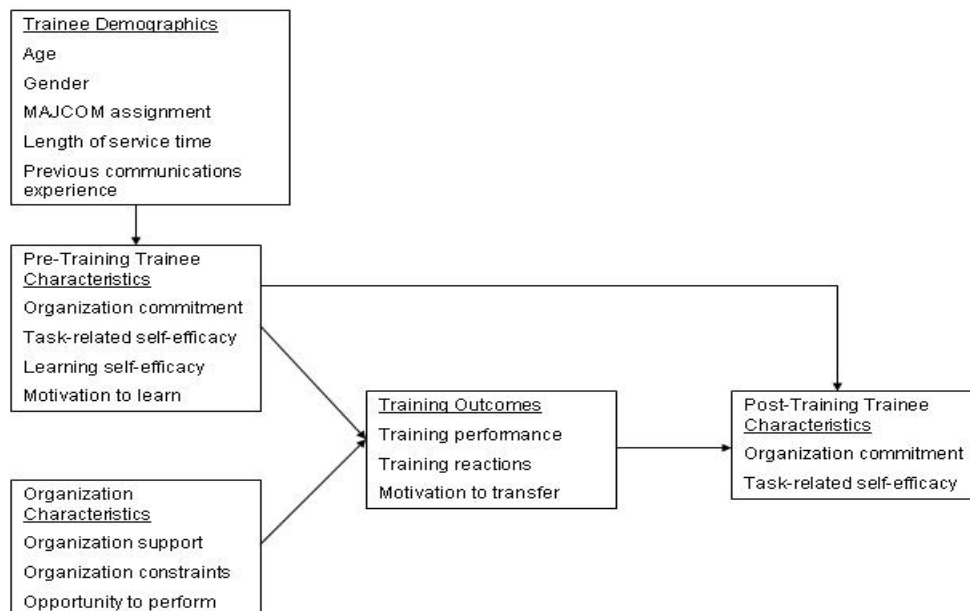 Trainee Demographics
Age
Gender
MAJCOM assignment
Length of service time
Previous communications
experience
Pre-Training Trainee
Characteristics
Organization commitment
Task-related self-efficacy
Learning self-efficacy
Motivation to learn
Organization
Characteristics
Organization support
Organization constraints
Opportunity to perform
Training Outcomes
Training performance
Training reactions
Motivation to transfer
Post-Training Trainee
Characteristics
Organization commitment
Task-related self-efficacy